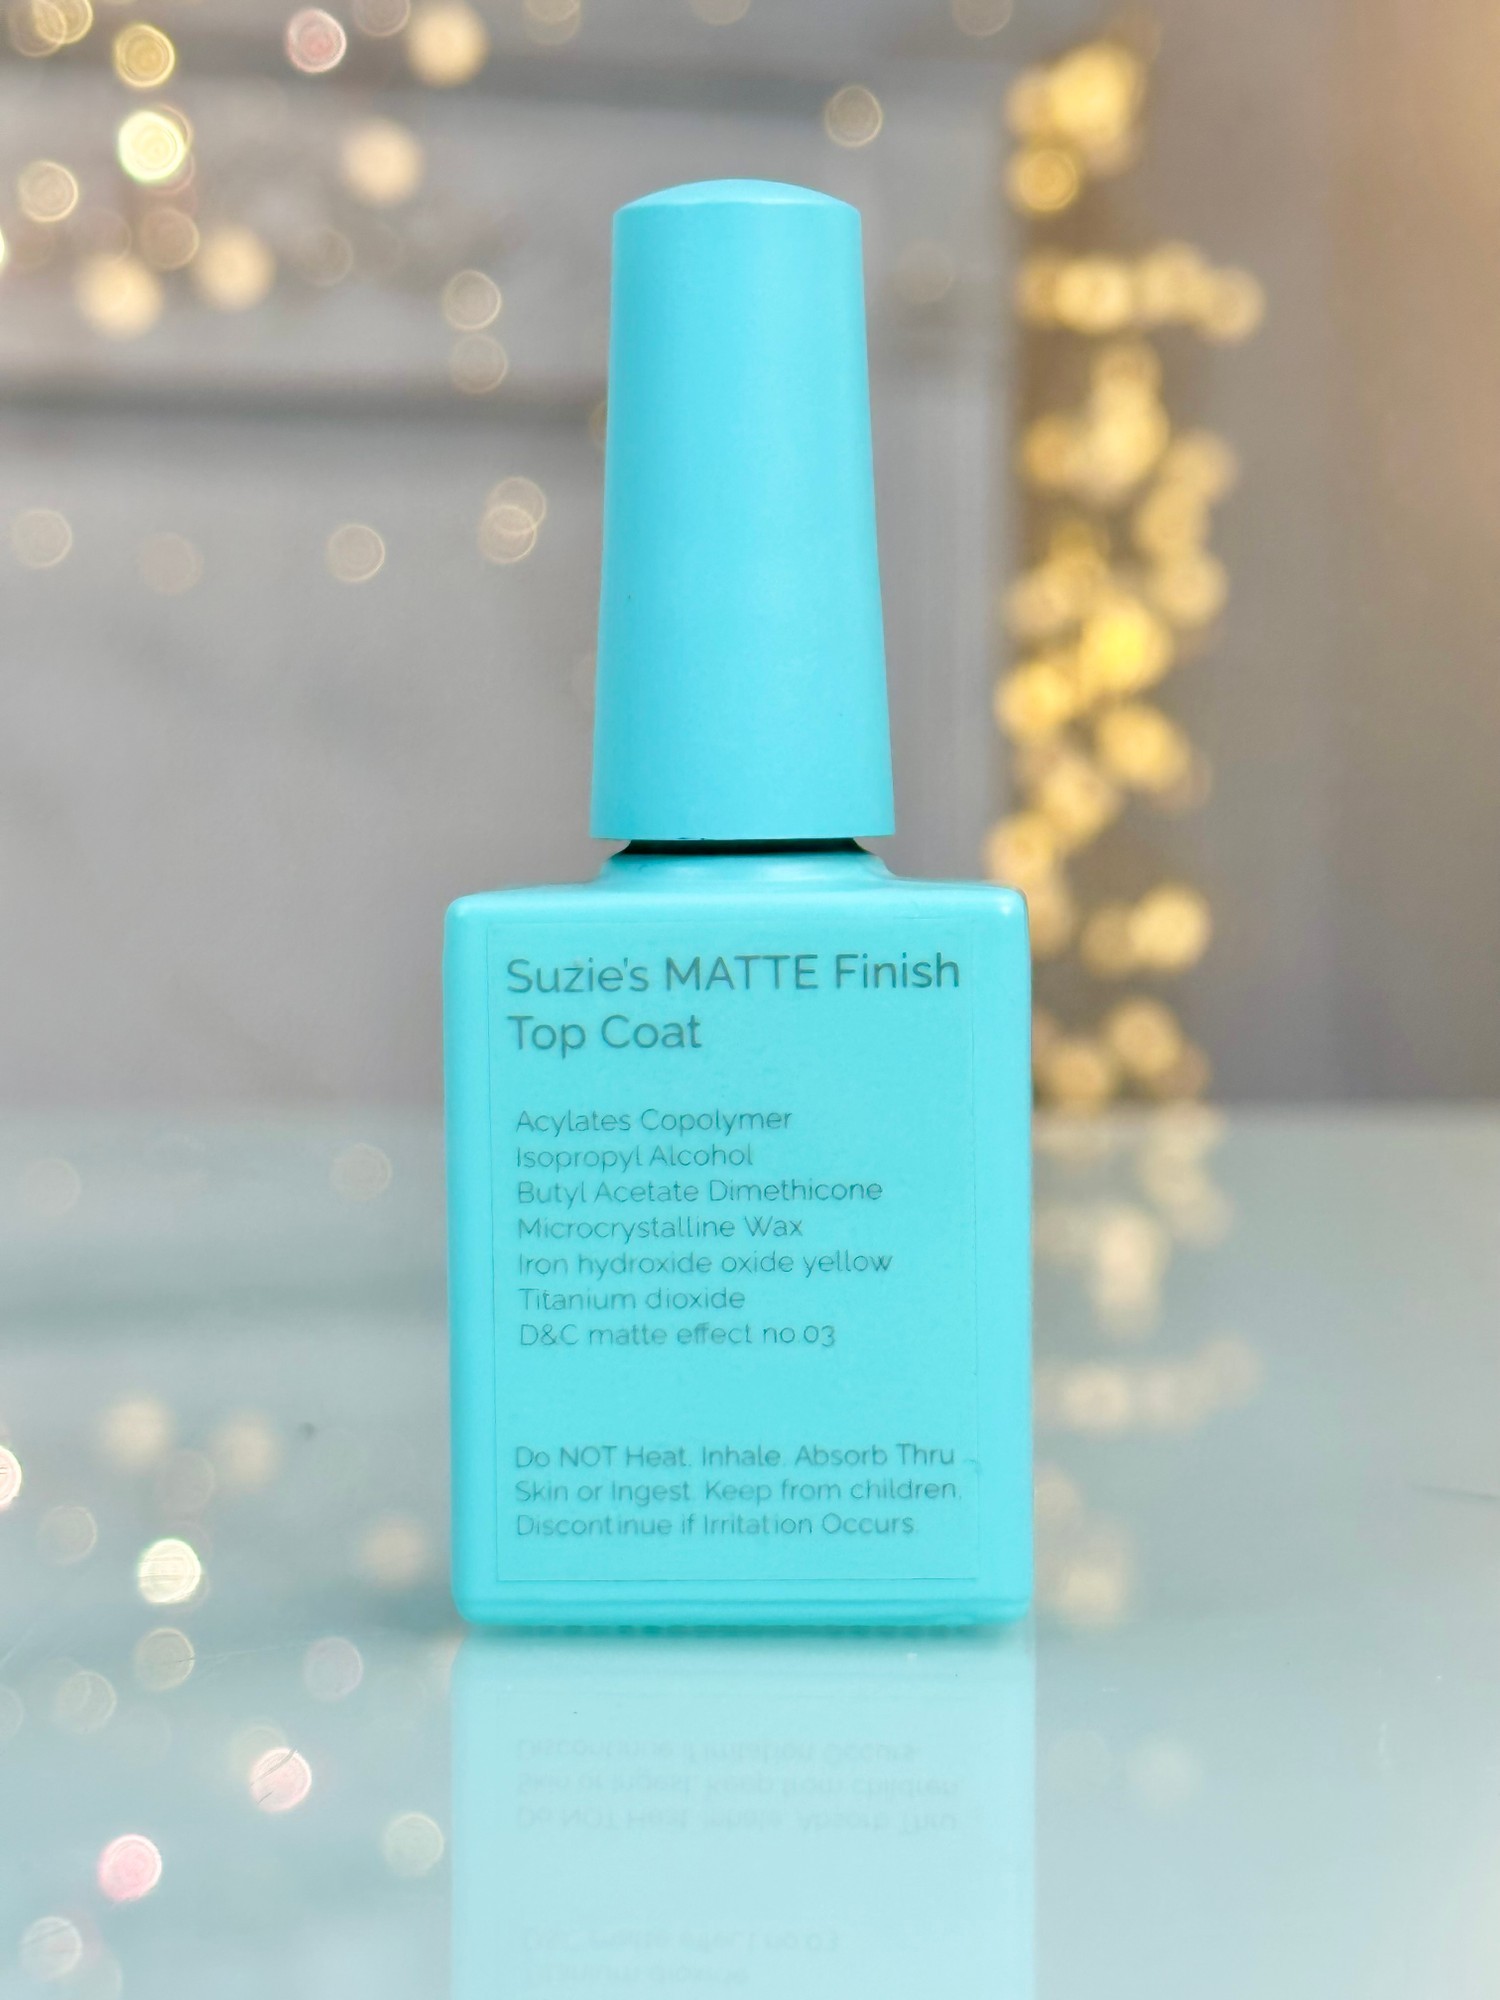 Suzie's MATTE Finish
Top Coat
Acylates Copolymer
Isopropyl Alcohol
Butyl Acetate Dimethicone
Microcrystalline Wax
Iron hydroxide oxide yellow
Titanium dioxide
D&C matte effect no.03
Do NOT Heat, Inhale, Absorb Thru
Skin or Ingest. Keep from children.
Discontinue if Irritation Occurs.